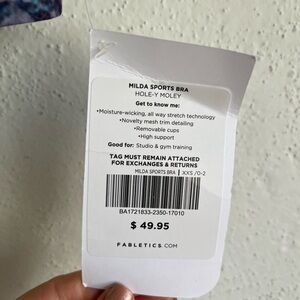 MILDA SPORTS BRA
HOLE-Y MOLEY
Get to know me:
•Moisture-wicking, all way stretch technology
•Novelty mesh trim detailing
•Removable cups
•High support
Good for: Studio & gym training
TAG MUST REMAIN ATTACHED
FOR EXCHANGES & RETURNS
MILDA SPORTS BRA | XXS /0-2
BA1721833-2350-17010
$ 49.95
FABLETICS.COM